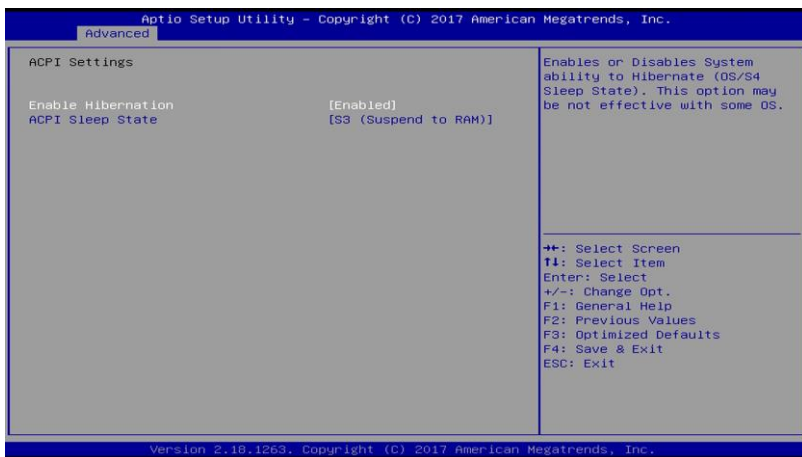 Aptio Setup Utility – Copyright (C) 2017 American Megatrends, Inc.
Advanced
ACPI Settings
Enable Hibernation [Enabled]
ACPI Sleep State [S3 (Suspend to RAM)]
Enables or Disables System
ability to Hibernate (OS/S4
Sleep State). This option may
be not effective with some OS.
→←: Select Screen
↑↓: Select Item
Enter: Select
+/-: Change Opt.
F1: General Help
F2: Previous Values
F3: Optimized Defaults
F4: Save & Exit
ESC: Exit
Version 2.18.1263. Copyright (C) 2017 American Megatrends, Inc.